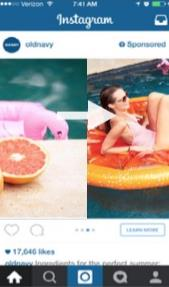 Verizon 7:41 AM
Instagram
oldnavy Sponsored
LEARN MORE
17,646 likes
oldnavy Ingredients for the perfect summer: